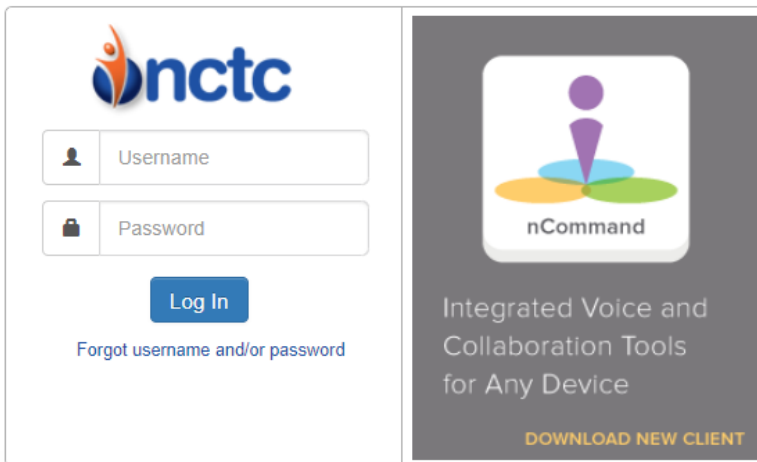 nctc
Username
Password
Log In
Forgot username and/or password
nCommand
Integrated Voice and
Collaboration Tools
for Any Device
DOWNLOAD NEW CLIENT